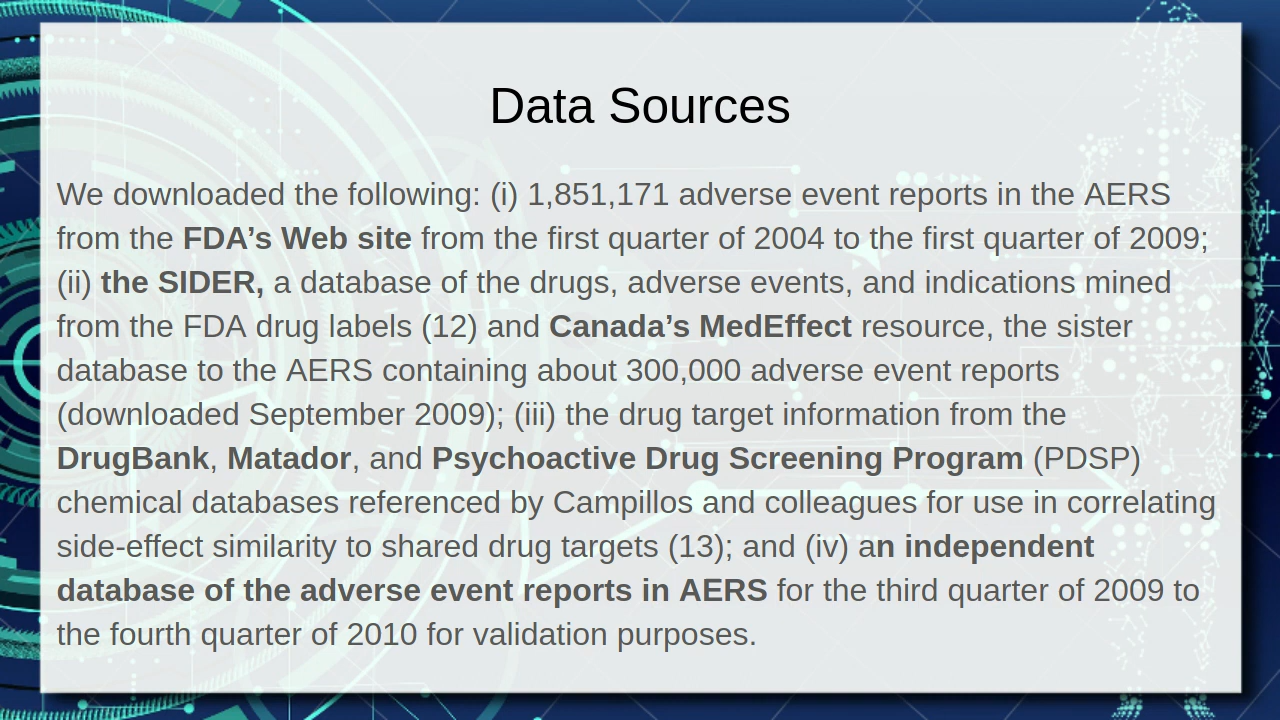 Data Sources
We downloaded the following: (i) 1,851,171 adverse event reports in the AERS
from the FDA’s Web site from the first quarter of 2004 to the first quarter of 2009;
(ii) the SIDER, a database of the drugs, adverse events, and indications mined
from the FDA drug labels (12) and Canada’s MedEffect resource, the sister
database to the AERS containing about 300,000 adverse event reports
(downloaded September 2009); (iii) the drug target information from the
DrugBank, Matador, and Psychoactive Drug Screening Program (PDSP)
chemical databases referenced by Campillos and colleagues for use in correlating
side-effect similarity to shared drug targets (13); and (iv) an independent
database of the adverse event reports in AERS for the third quarter of 2009 to
the fourth quarter of 2010 for validation purposes.